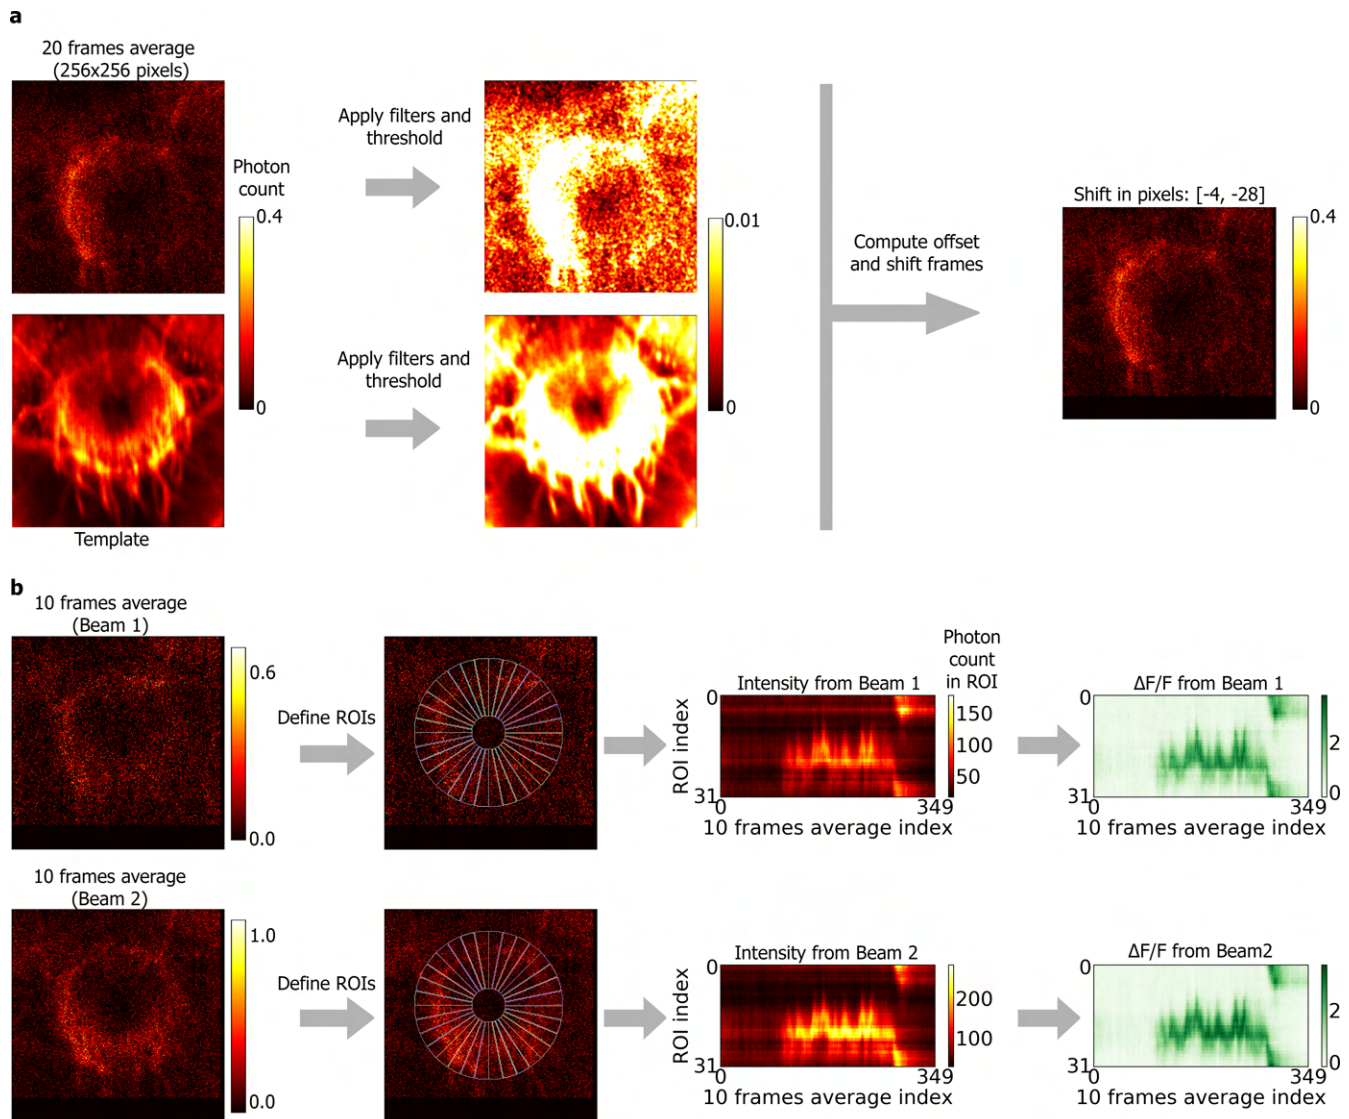 a
20 frames average
(256x256 pixels)
Photon
count
0.4
0
Template
Apply filters and
threshold
Apply filters and
threshold
0.01
0
Compute offset
and shift frames
Shift in pixels: [-4, -28]
0.4
0
b
10 frames average
(Beam 1)
0.6
0.0
Define ROIs
Intensity from Beam 1
ROI index
0
31
0
349
10 frames average index
Photon
count
in ROI
150
100
50
ΔF/F from Beam 1
0
31
0
349
10 frames average index
2
0
10 frames average
(Beam 2)
1.0
0.0
Define ROIs
Intensity from Beam 2
ROI index
0
31
0
349
10 frames average index
200
100
ΔF/F from Beam2
0
31
0
349
10 frames average index
2
0